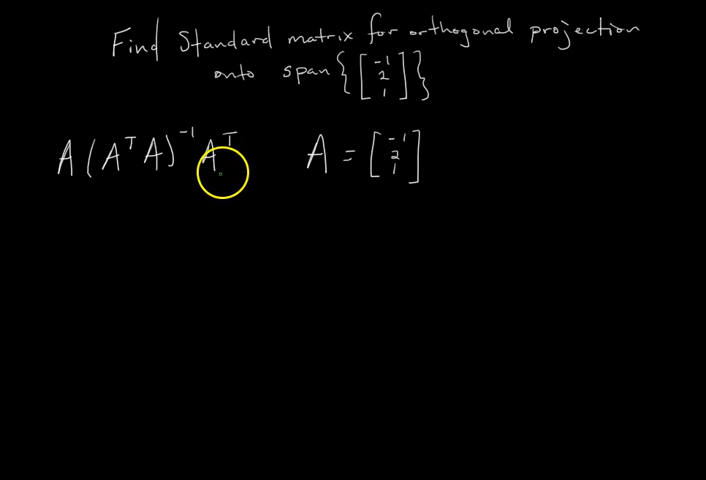 Find Standard matrix for orthogonal projection
onto span { [ -1 2 1 ] }
A (A^T A)^-1 A^T    A = [ -1 2 1 ]